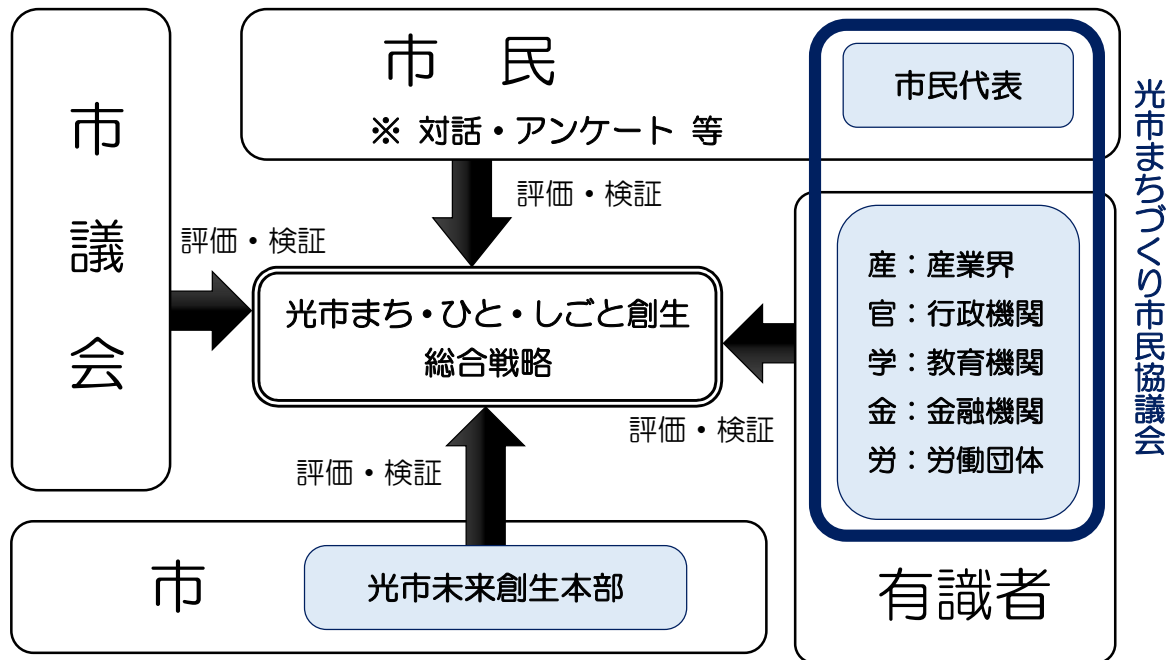 市議会
市　民
※ 対話・アンケート 等
市民代表
光市まちづくり市民協議会
評価・検証
評価・検証
光市まち・ひと・しごと創生
総合戦略
産：産業界
官：行政機関
学：教育機関
金：金融機関
労：労働団体
評価・検証
評価・検証
市
光市未来創生本部
有識者